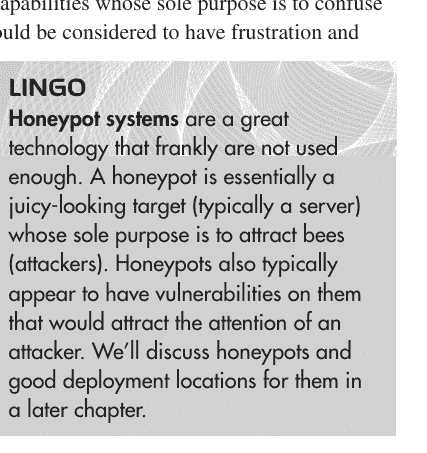 apabilities whose sole purpose is to confuse
ould be considered to have frustration and
LINGO
Honeypot systems are a great
technology that frankly are not used
enough. A honeypot is essentially a
juicy-looking target (typically a server)
whose sole purpose is to attract bees
(attackers). Honeypots also typically
appear to have vulnerabilities on them
that would attract the attention of an
attacker. We’ll discuss honeypots and
good deployment locations for them in
a later chapter.